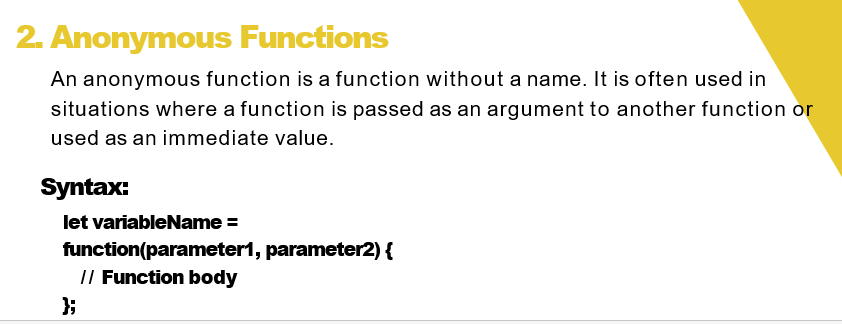 2. Anonymous Functions
An anonymous function is a function without a name. It is often used in
situations where a function is passed as an argument to another function or
used as an immediate value.
Syntax:
let variableName =
function(parameter1, parameter2) {
// Function body
};